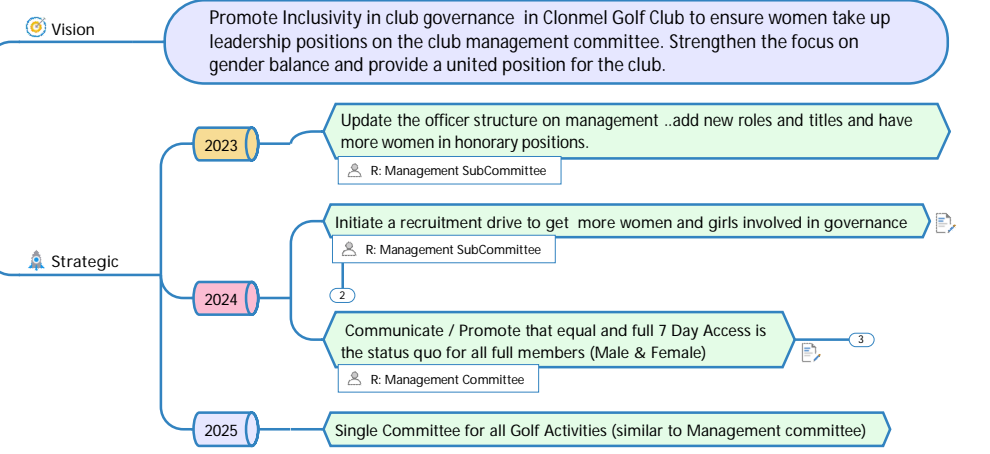 Vision
Promote Inclusivity in club governance in Clonmel Golf Club to ensure women take up
leadership positions on the club management committee. Strengthen the focus on
gender balance and provide a united position for the club.
Strategic
2023
Update the officer structure on management ..add new roles and titles and have
more women in honorary positions.
R: Management SubCommittee
2024
Initiate a recruitment drive to get more women and girls involved in governance
R: Management SubCommittee
2
Communicate / Promote that equal and full 7 Day Access is
the status quo for all full members (Male & Female)
3
R: Management Committee
2025
Single Committee for all Golf Activities (similar to Management committee)